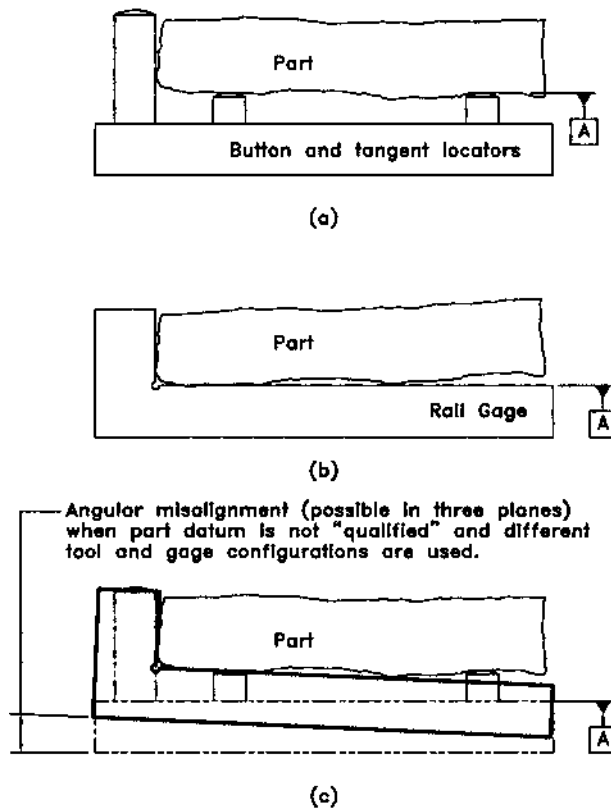 Part
A
Button and tangent locators
(a)
Part
Rail Gage
A
(b)
Angular misalignment (possible in three planes)
when part datum is not "qualified" and different
tool and gage configurations are used.
Part
A
(c)